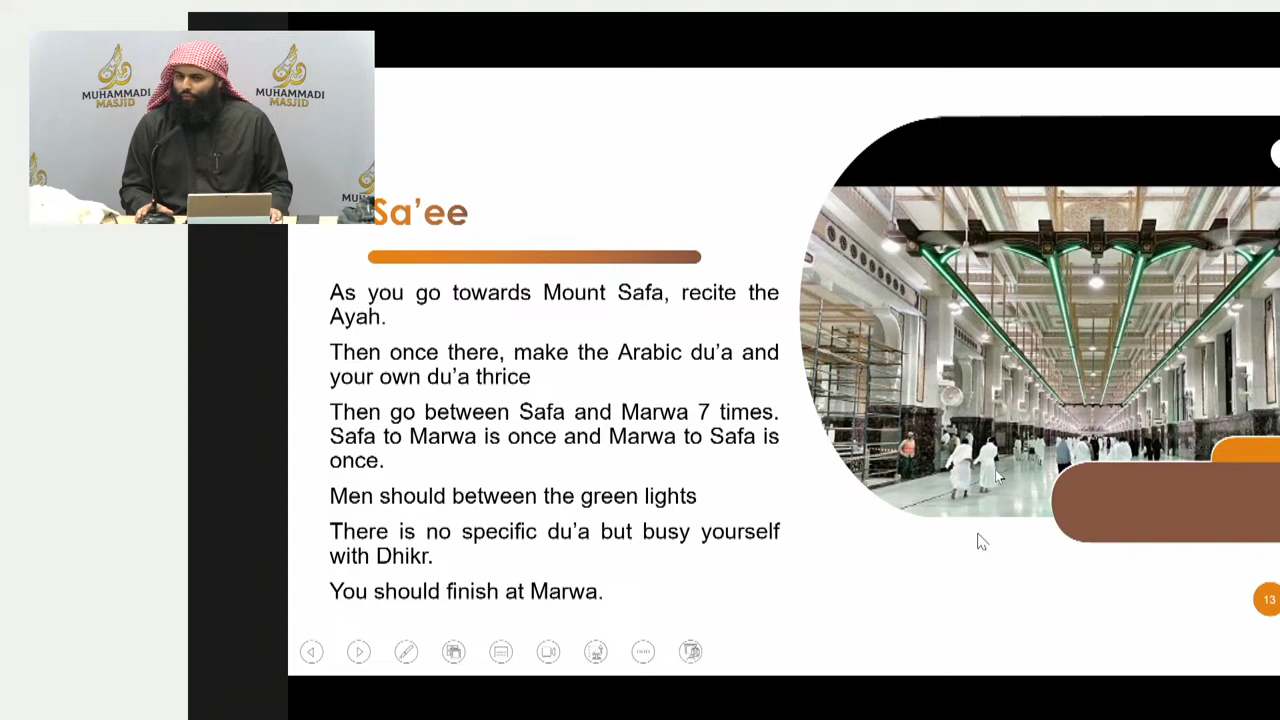 MUHAMMADI
MASJID
MUHAMMADI
MASJID
Sa’ee
As you go towards Mount Safa, recite the
Ayah.
Then once there, make the Arabic du’a and
your own du’a thrice
Then go between Safa and Marwa 7 times.
Safa to Marwa is once and Marwa to Safa is
once.
Men should between the green lights
There is no specific du’a but busy yourself
with Dhikr.
You should finish at Marwa.
13